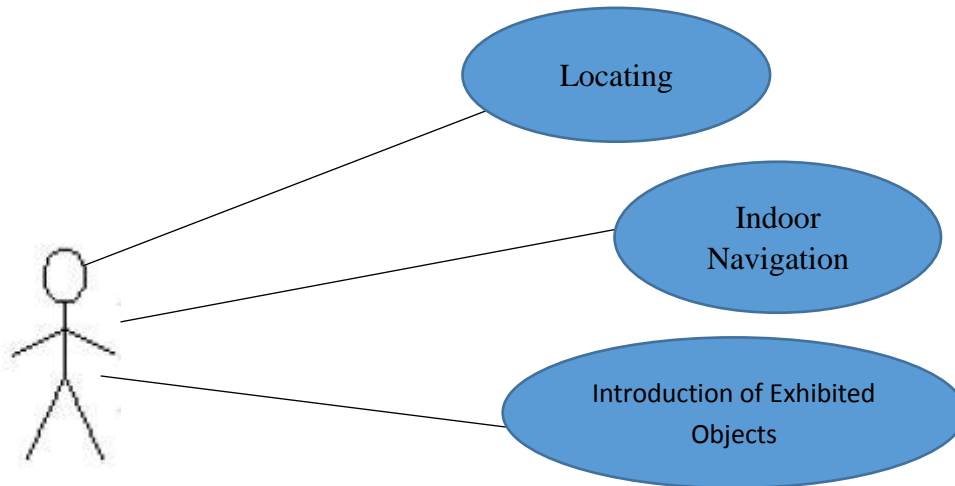 Locating
Indoor
Navigation
Introduction of Exhibited
Objects